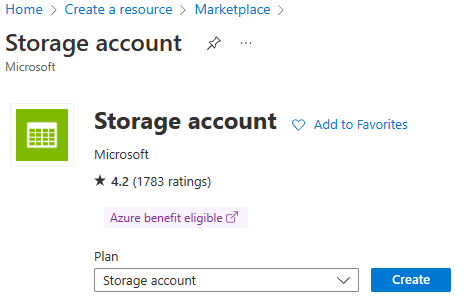 Home > Create a resource > Marketplace >
Storage account ...
Microsoft
Storage account Add to Favorites
Microsoft
★ 4.2 (1783 ratings)
Azure benefit eligible
Plan
Storage account Create